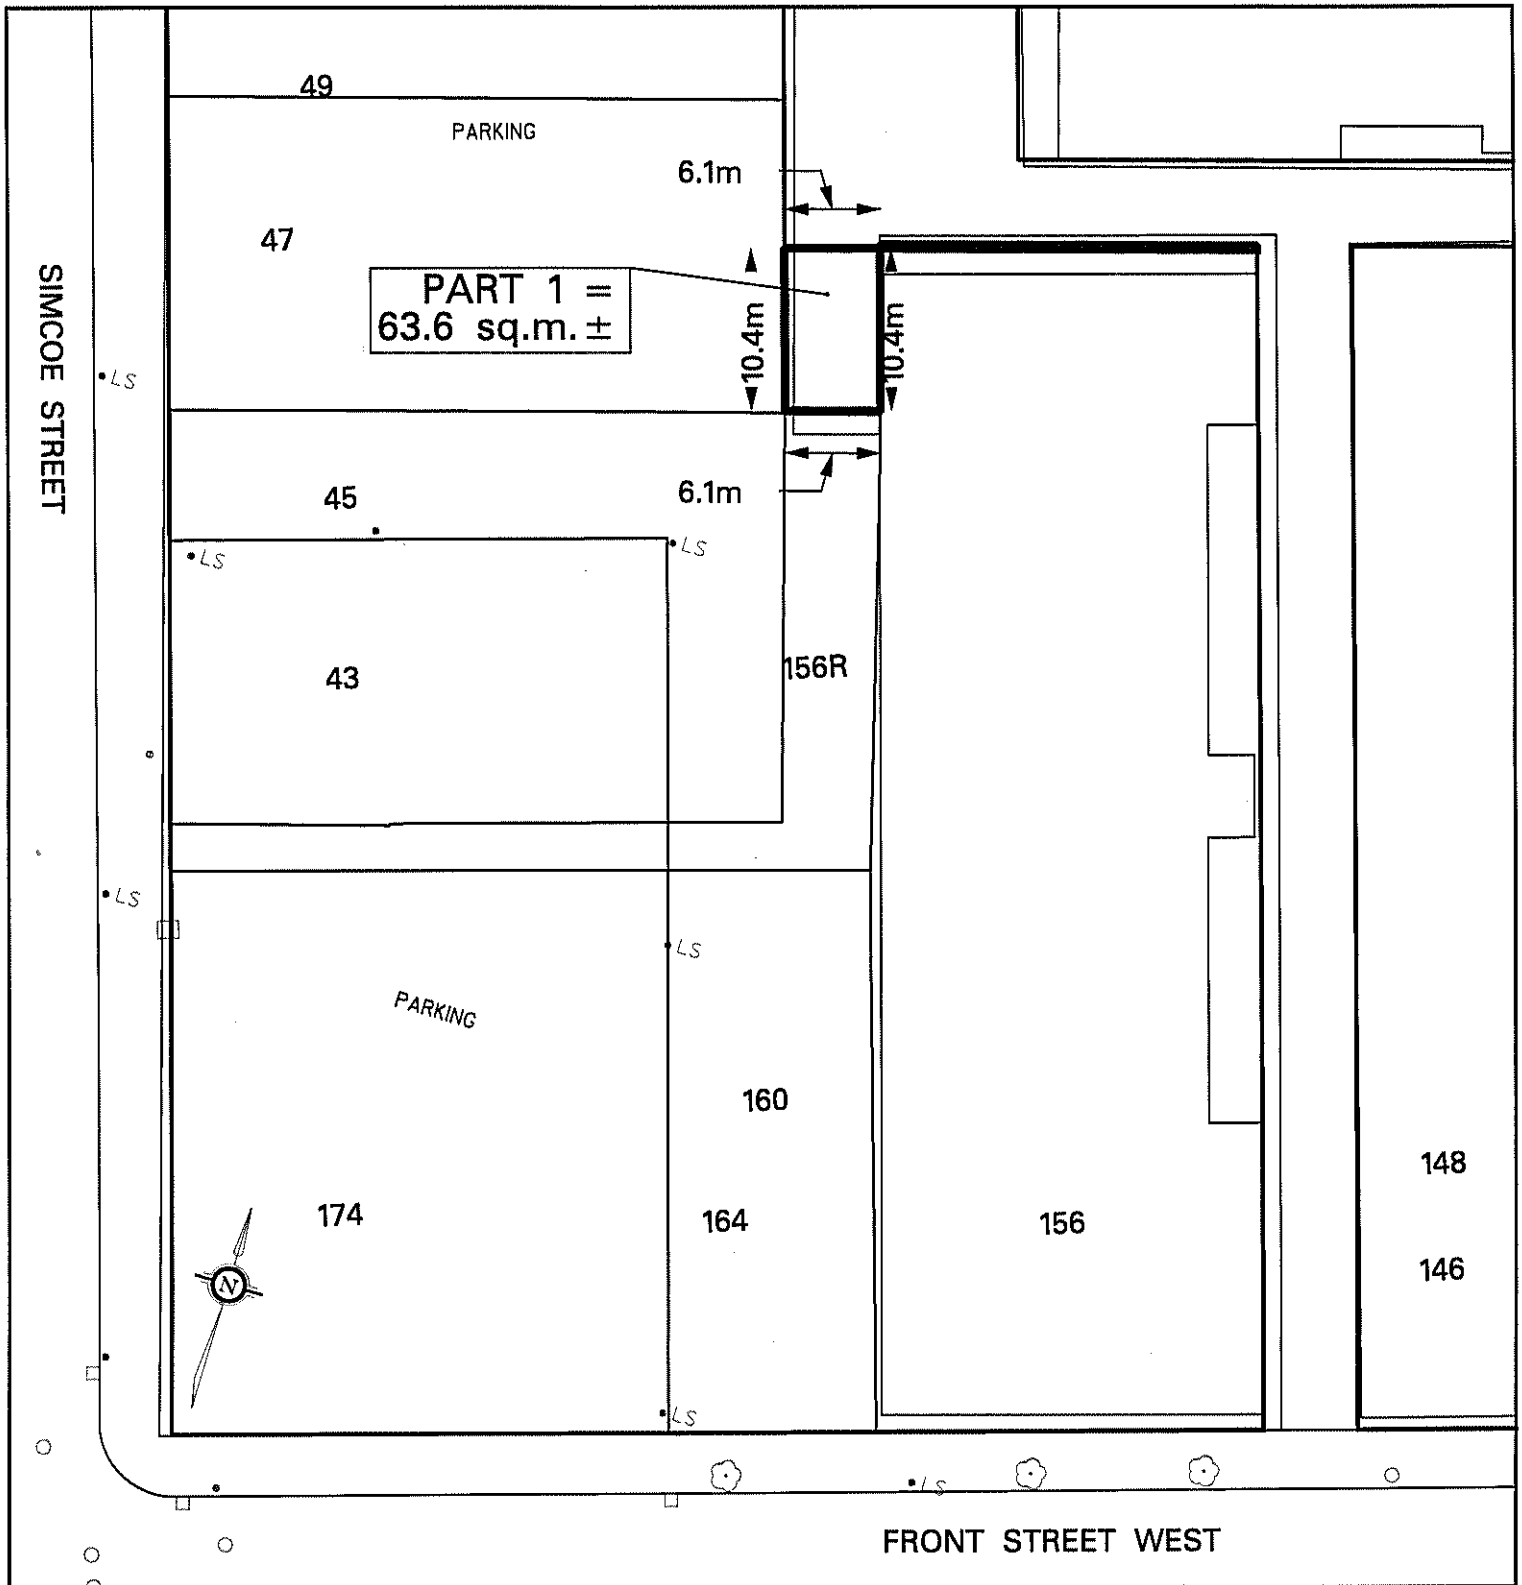 49
PARKING
6.1m
47
SIMCOE STREET
PART 1 =
63.6 sq.m. ±
10.4m
10.4m
LS
6.1m
45
LS
LS
43
156R
LS
LS
PARKING
160
148
174
164
156
146
N
LS
LS
FRONT STREET WEST